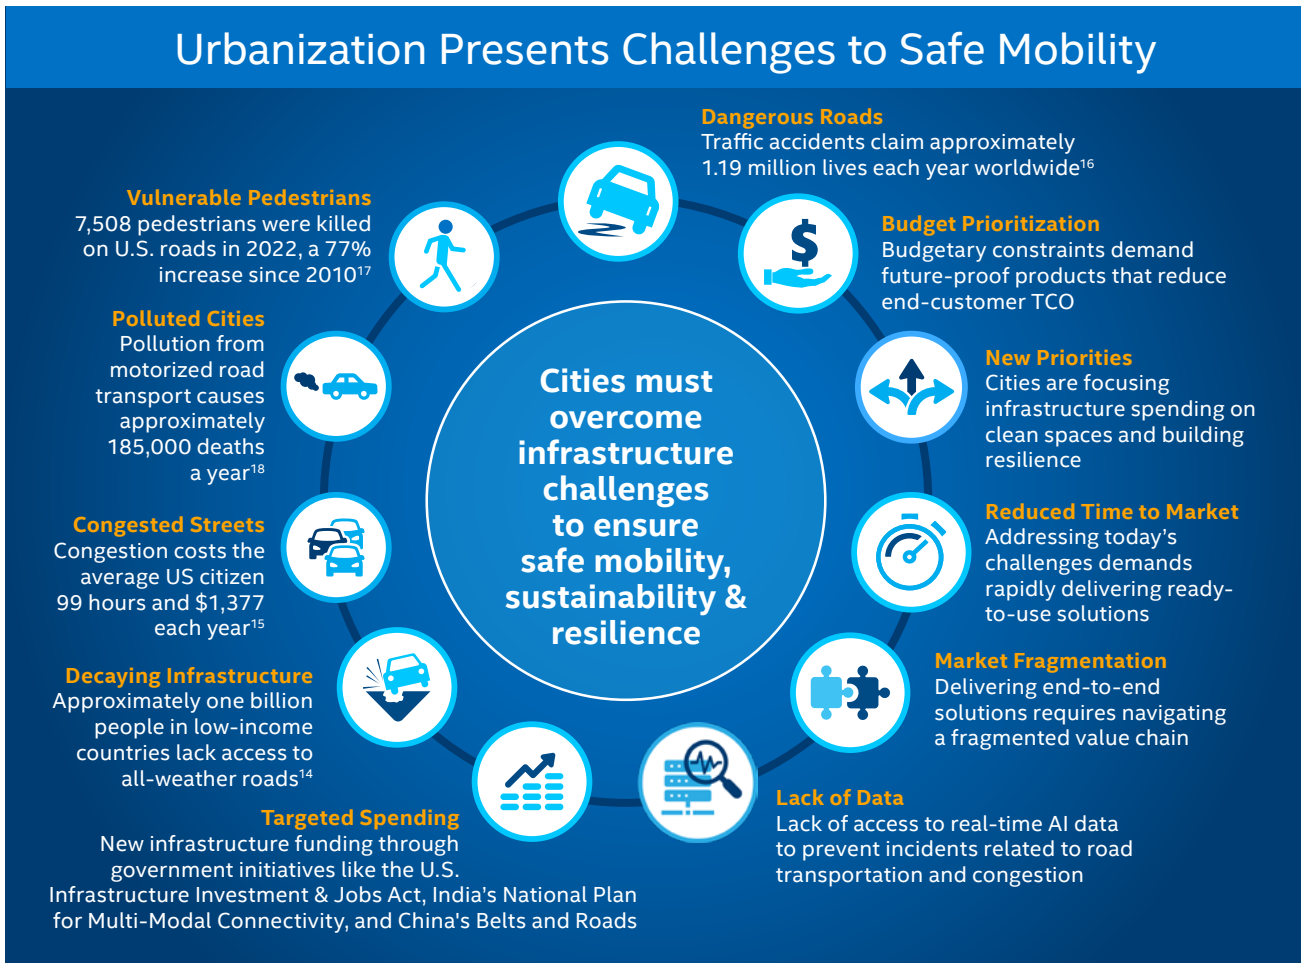 Urbanization Presents Challenges to Safe Mobility
Dangerous Roads
Traffic accidents claim approximately
1.19 million lives each year worldwide16
Budget Prioritization
Budgetary constraints demand
future-proof products that reduce
end-customer TCO
New Priorities
Cities are focusing
infrastructure spending on
clean spaces and building
resilience
Reduced Time to Market
Addressing today's
challenges demands
rapidly delivering ready-
to-use solutions
Market Fragmentation
Delivering end-to-end
solutions requires navigating
a fragmented value chain
Lack of Data
Lack of access to real-time AI data
to prevent incidents related to road
transportation and congestion
Targeted Spending
New infrastructure funding through
government initiatives like the U.S.
Infrastructure Investment & Jobs Act, India's National Plan
for Multi-Modal Connectivity, and China's Belts and Roads
Decaying Infrastructure
Approximately one billion
people in low-income
countries lack access to
all-weather roads14
Congested Streets
Congestion costs the
average US citizen
99 hours and $1,377
each year15
Polluted Cities
Pollution from
motorized road
transport causes
approximately
185,000 deaths
a year18
Vulnerable Pedestrians
7,508 pedestrians were killed
on U.S. roads in 2022, a 77%
increase since 201017
$
Cities must
overcome
infrastructure
challenges
to ensure
safe mobility,
sustainability &
resilience